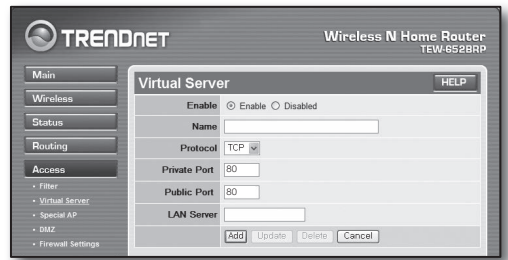 TRENDNET
Wireless N Home Router
TEW-652BRP
Main
Wireless
Status
Routing
Access
• Filter
• Virtual Server
• Special AP
• DMZ
• Firewall Settings
Virtual Server
HELP
Enable Enable Disabled
Name
Protocol TCP
Private Port 80
Public Port 80
LAN Server
Add Update Delete Cancel